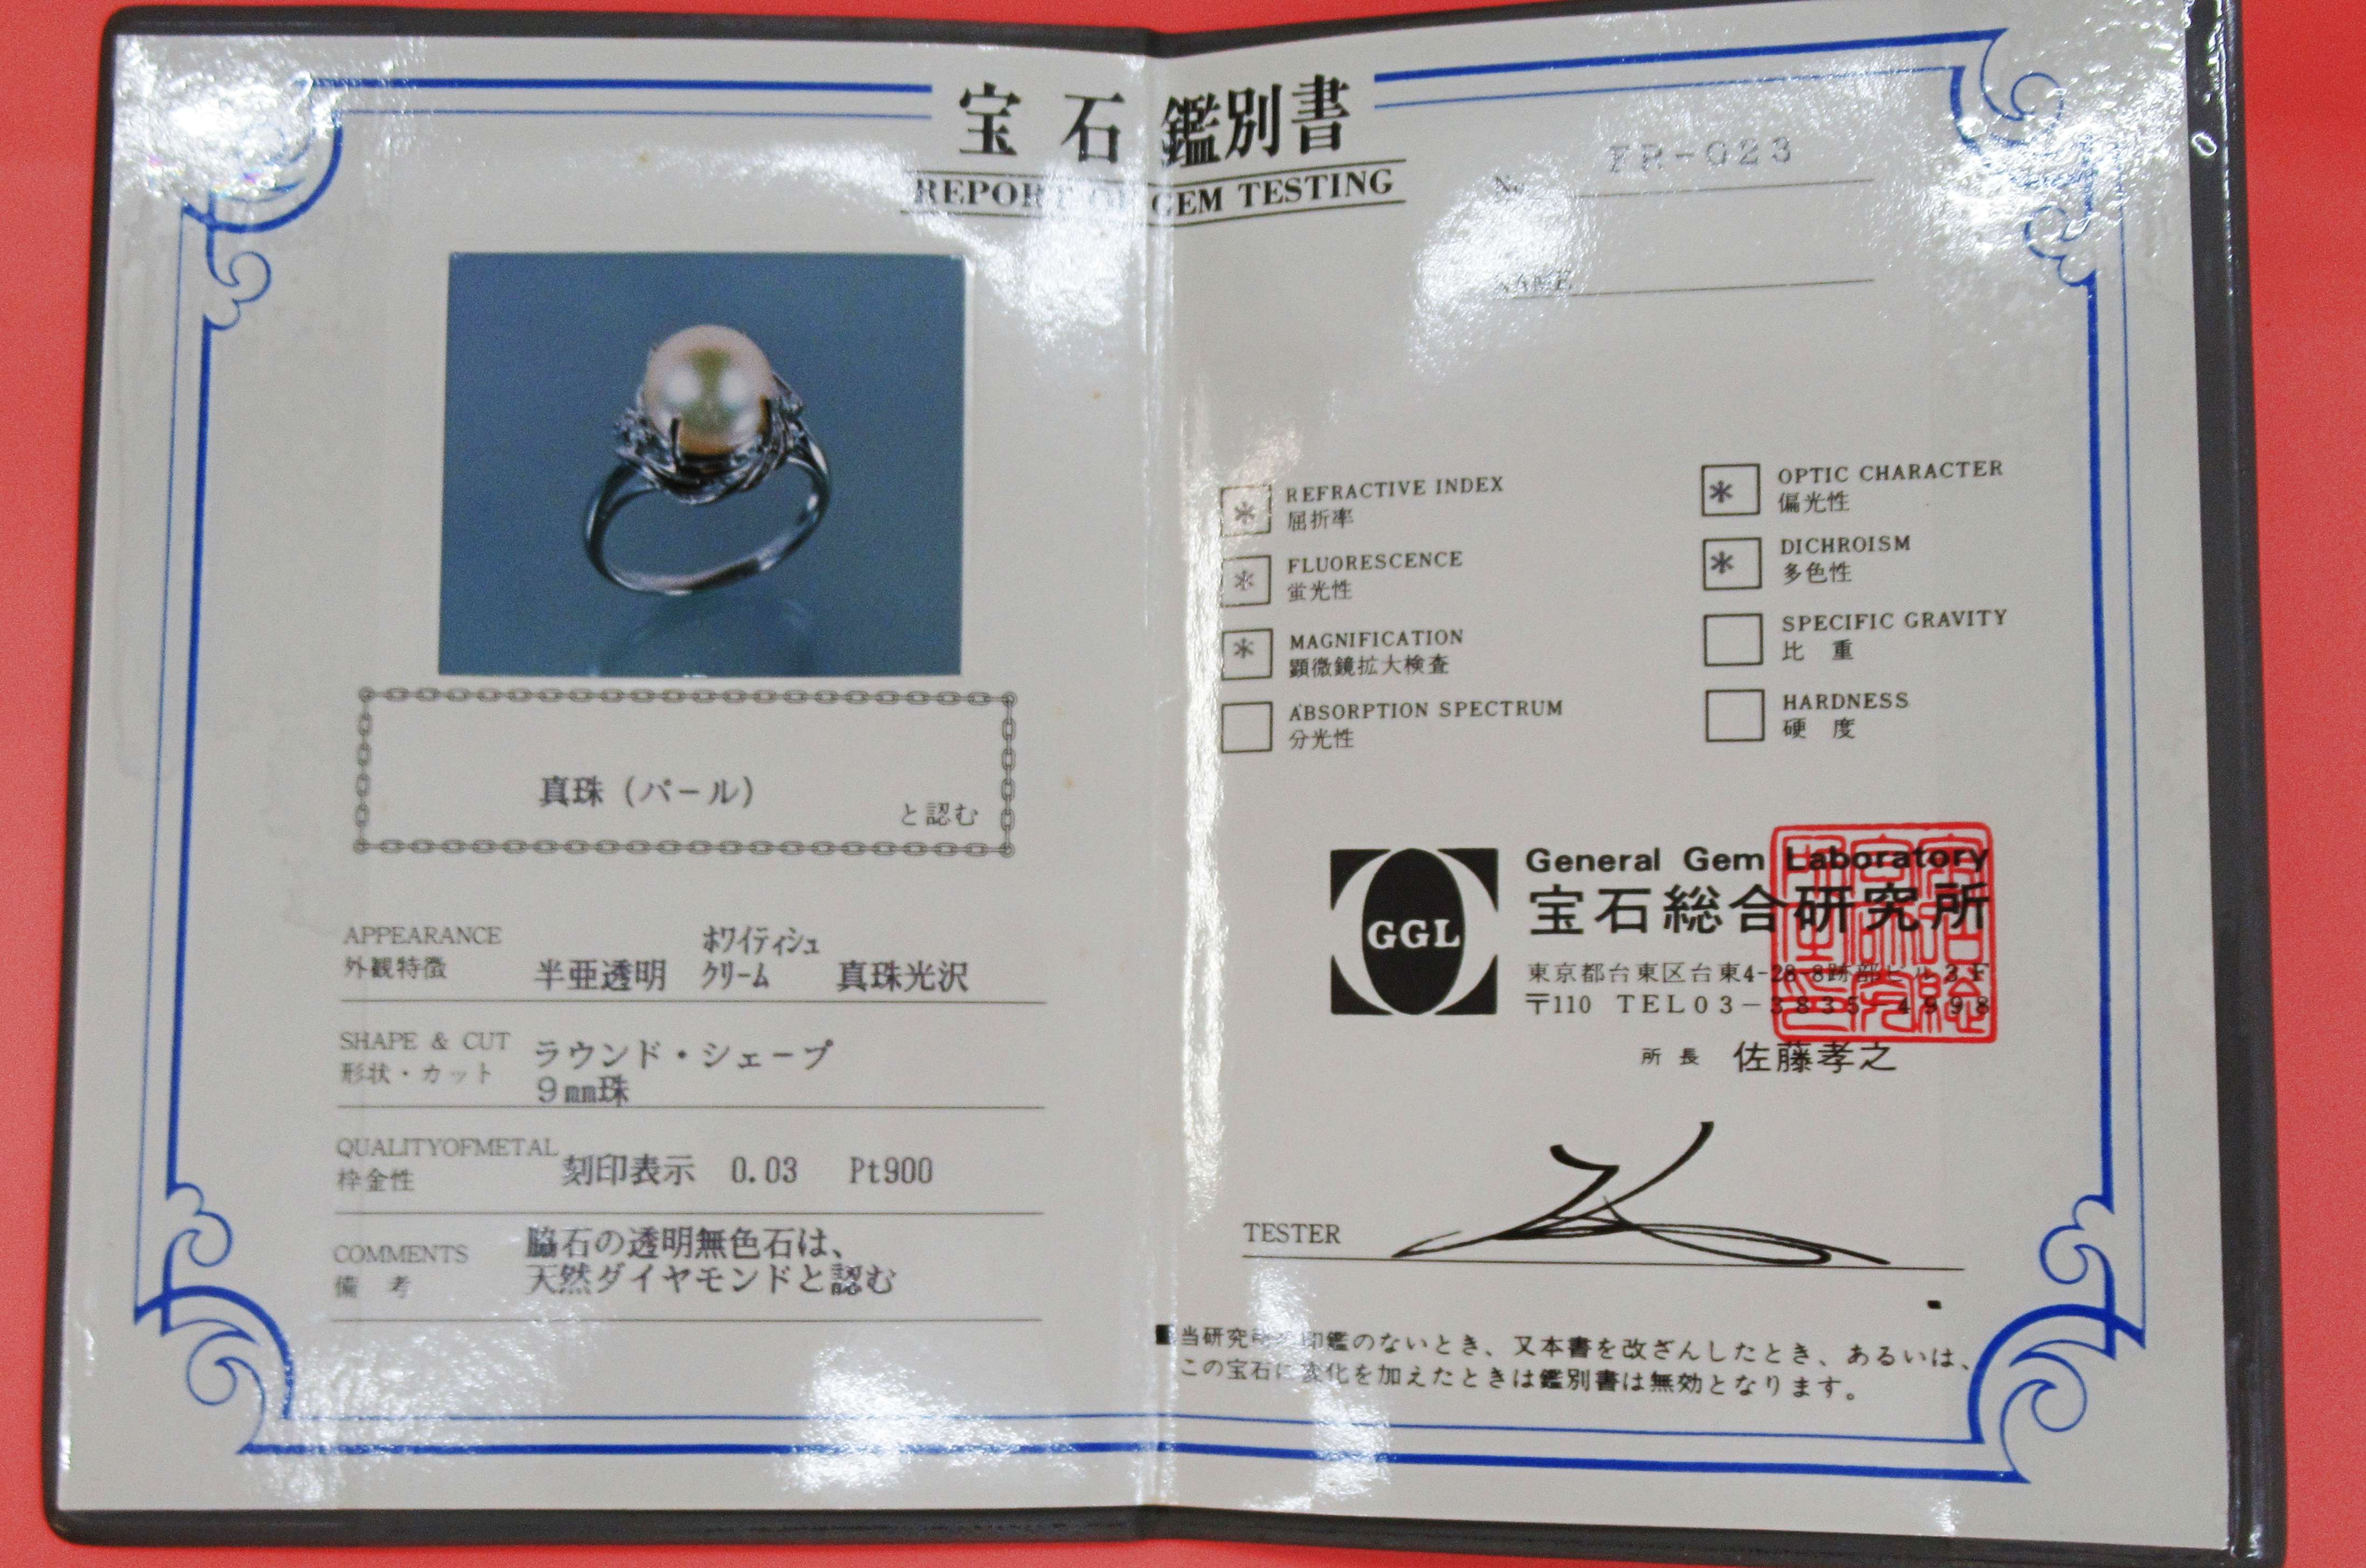 宝石鑑別書
REPORT OF GEM TESTING
真珠(パール)
と認む
APPEARANCE
外観特徴
半亜透明 ホワイティシュ クリーム 真珠光沢
SHAPE & CUT
形状・カット
ラウンド・シェープ
9mm珠
QUALITYOFMETAL
枠金性
刻印表示 0.03 Pt900
COMMENTS
備考
脇石の透明無色石は、
天然ダイヤモンドと認む
No. -023
NAME
* REFRACTIVE INDEX
屈折率
* FLUORESCENCE
蛍光性
* MAGNIFICATION
顕微鏡拡大検査
ABSORPTION SPECTRUM
分光性
* OPTIC CHARACTER
偏光性
* DICHROISM
多色性
SPECIFIC GRAVITY
比重
HARDNESS
硬度
GGL
General Gem Laboratory
宝石総合研究所
東京都台東区台東4-28-8跡部ビル3F
〒110 TEL03-3835-4998
所長 佐藤孝之
TESTER
■当研究所の印鑑のないとき、又本書を改ざんしたとき、あるいは、
この宝石に変化を加えたときは鑑別書は無効となります。